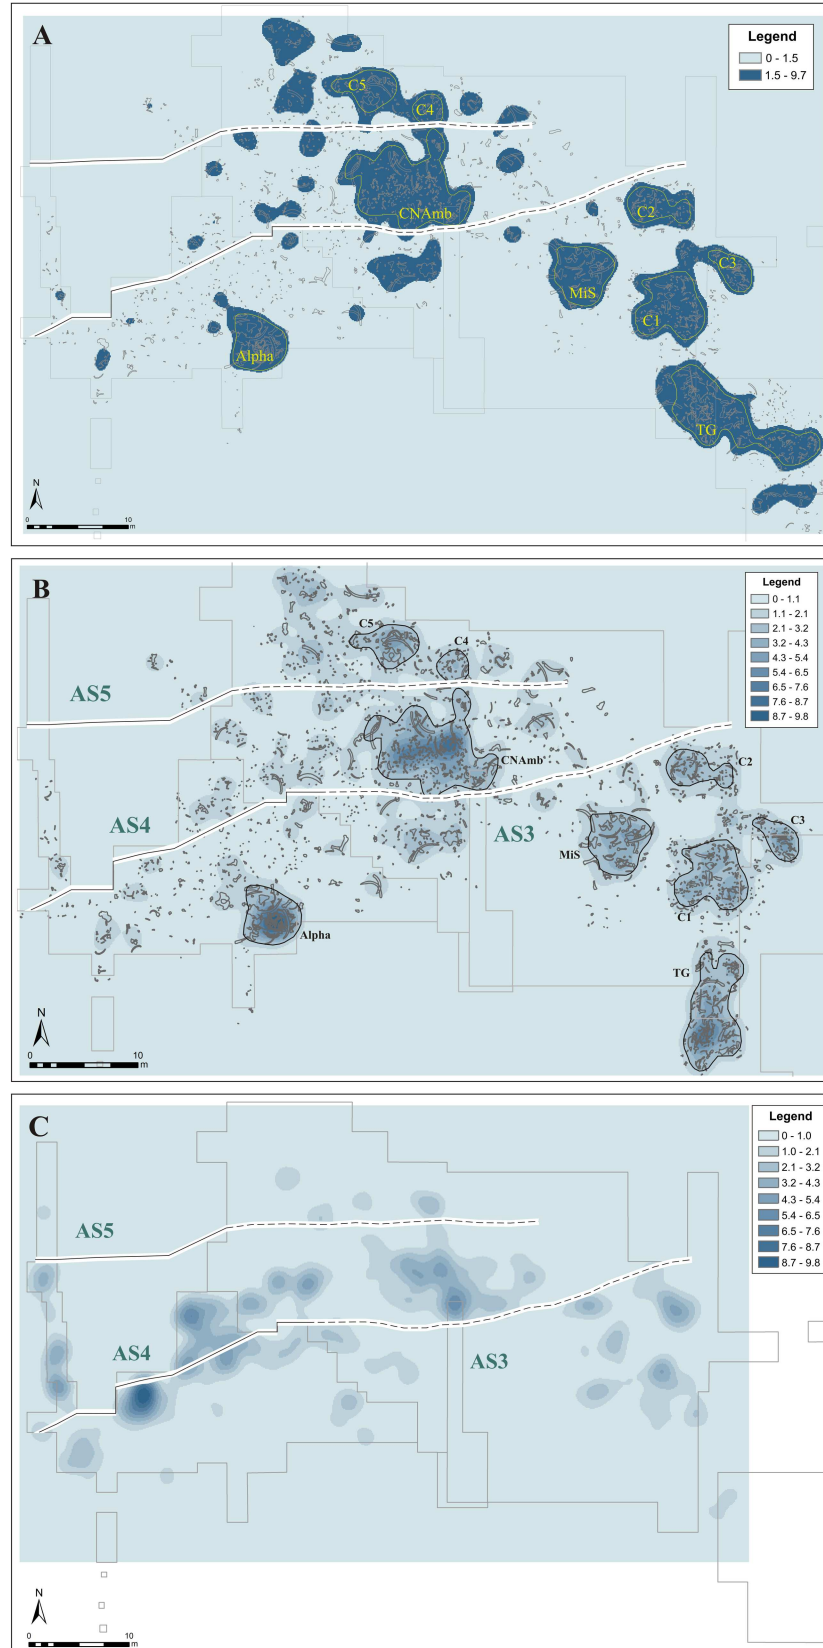 A
Legend
0 - 1.5
1.5 - 9.7
C5
C4
CNAmb
C2
C3
MiS
C1
Alpha
TG
N
0 10
m
B
Legend
0 - 1.1
1.1 - 2.1
2.1 - 3.2
3.2 - 4.3
4.3 - 5.4
5.4 - 6.5
6.5 - 7.6
7.6 - 8.7
8.7 - 9.8
C5
C4
AS5
CNAmb
C2
AS4
AS3
C3
MiS
C1
Alpha
TG
N
0 10
m
C
Legend
0 - 1.0
1.0 - 2.1
2.1 - 3.2
3.2 - 4.3
4.3 - 5.4
5.4 - 6.5
6.5 - 7.6
7.6 - 8.7
8.7 - 9.8
AS5
AS4
AS3
N
0 10
m